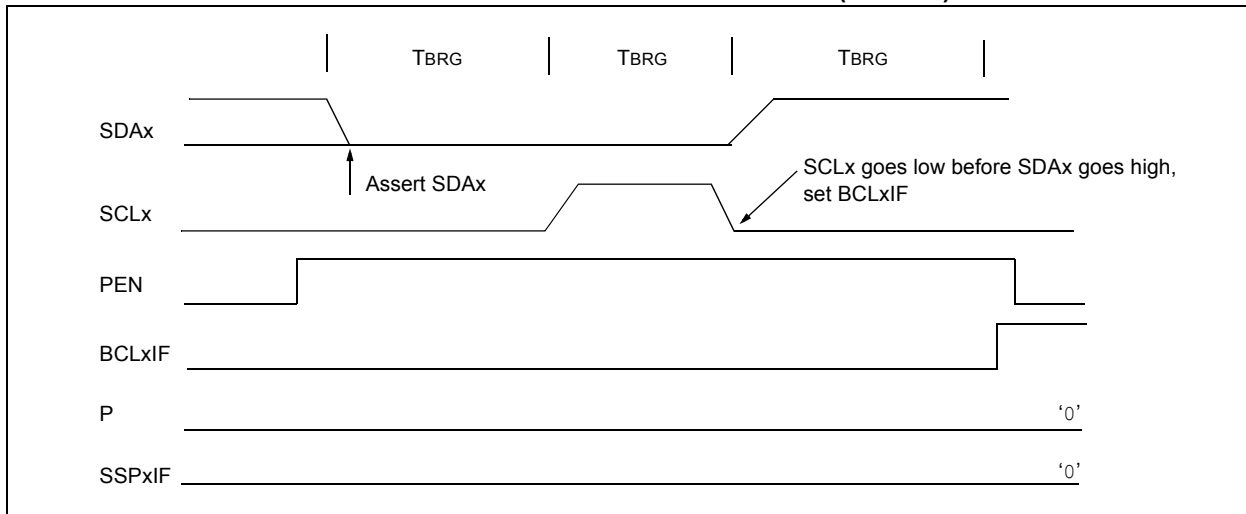 TBRG TBRG TBRG
SDAx
Assert SDAx
SCLx goes low before SDAx goes high,
set BCLxIF
SCLx
PEN
BCLxIF
P '0'
SSPxIF '0'